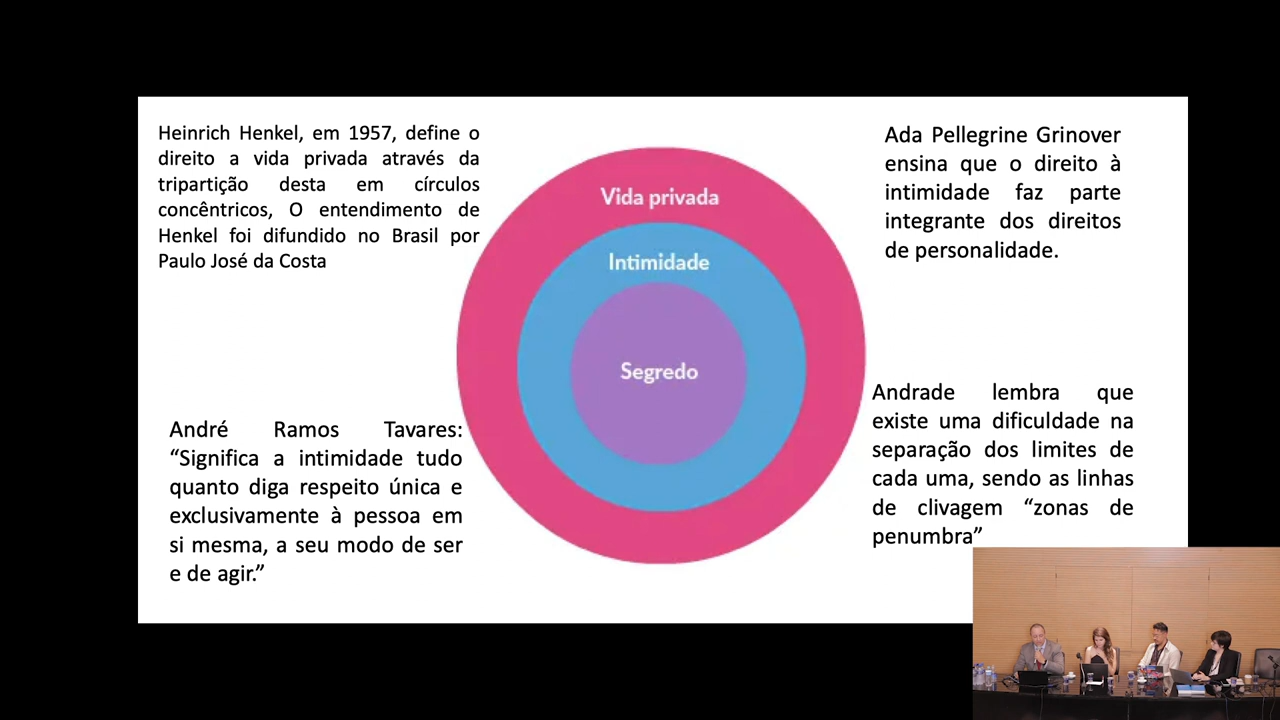 Heinrich Henkel, em 1957, define o
direito a vida privada através da
tripartição desta em círculos
concêntricos, O entendimento de
Henkel foi difundido no Brasil por
Paulo José da Costa
Vida privada
Intimidade
Segredo
Ada Pellegrine Grinover
ensina que o direito à
intimidade faz parte
integrante dos direitos
de personalidade.
André Ramos Tavares:
“Significa a intimidade tudo
quanto diga respeito única e
exclusivamente à pessoa em
si mesma, a seu modo de ser
e de agir.”
Andrade lembra que
existe uma dificuldade na
separação dos limites de
cada uma, sendo as linhas
de clivagem “zonas de
penumbra”